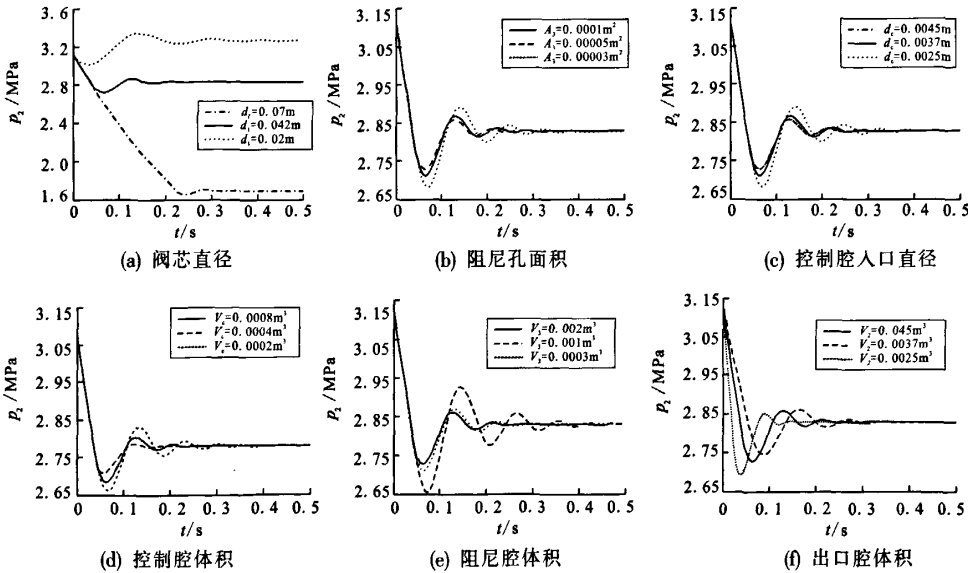 3.6
3.2
2.8
2.4
2.0
1.6
p₂ / MPa
d₁=0.07m
d₁=0.042m
d₁=0.02m
0 0.1 0.2 0.3 0.4 0.5
t/s
(a) 阀芯直径
3.15
3.05
2.95
2.85
2.75
2.65
p₂ / MPa
A₃=0.0001m²
A₃=0.00005m²
A₃=0.00003m²
0 0.1 0.2 0.3 0.4 0.5
t/s
(b) 阻尼孔面积
3.15
3.05
2.95
2.85
2.75
2.65
p₂ / MPa
d꜀=0.0045m
d꜀=0.0037m
d꜀=0.0025m
0 0.1 0.2 0.3 0.4 0.5
t/s
(c) 控制腔入口直径
3.15
3.05
2.95
2.85
2.75
2.65
p₂ / MPa
V꜀=0.0008m³
V꜀=0.0004m³
V꜀=0.0002m³
0 0.1 0.2 0.3 0.4 0.5
t/s
(d) 控制腔体积
3.15
3.05
2.95
2.85
2.75
2.65
p₂ / MPa
V₃=0.002m³
V₃=0.001m³
V₃=0.0003m³
0 0.1 0.2 0.3 0.4 0.5
t/s
(e) 阻尼腔体积
3.15
3.05
2.95
2.85
2.75
2.65
p₂ / MPa
V₂=0.045m³
V₂=0.0037m³
V₂=0.0025m³
0 0.1 0.2 0.3 0.4 0.5
t/s
(f) 出口腔体积